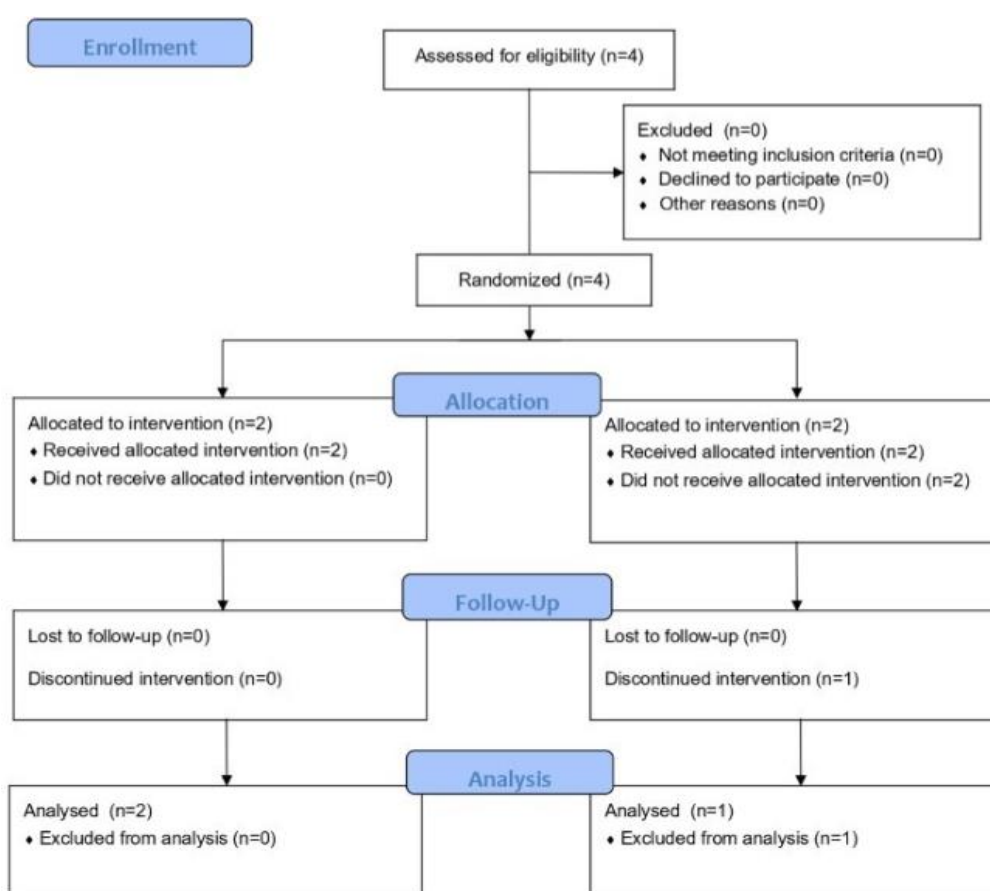 Enrollment
Assessed for eligibility (n=4)
Excluded (n=0)
♦ Not meeting inclusion criteria (n=0)
♦ Declined to participate (n=0)
♦ Other reasons (n=0)
Randomized (n=4)
Allocation
Allocated to intervention (n=2)
♦ Received allocated intervention (n=2)
♦ Did not receive allocated intervention (n=0)
Allocated to intervention (n=2)
♦ Received allocated intervention (n=2)
♦ Did not receive allocated intervention (n=2)
Follow-Up
Lost to follow-up (n=0)
Discontinued intervention (n=0)
Lost to follow-up (n=0)
Discontinued intervention (n=1)
Analysis
Analysed (n=2)
♦ Excluded from analysis (n=0)
Analysed (n=1)
♦ Excluded from analysis (n=1)